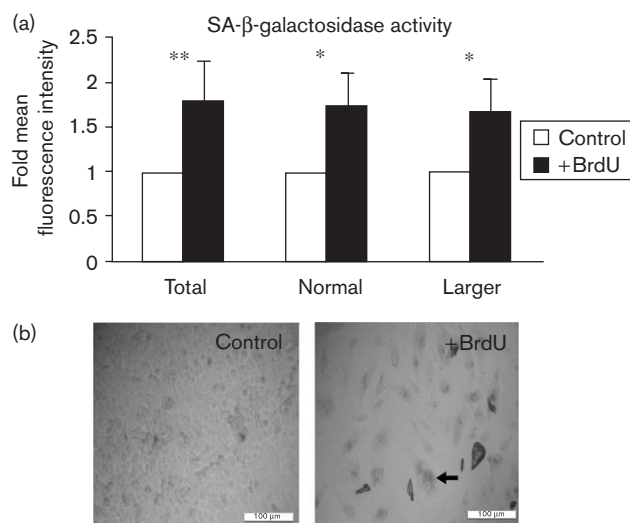 (a)
SA-β-galactosidase activity
Fold mean
fluorescence intensity
2.5
2
1.5
1
0.5
0
**
*
*
Total
Normal
Larger
Control
+BrdU
(b)
Control
100 μm
+BrdU
100 μm